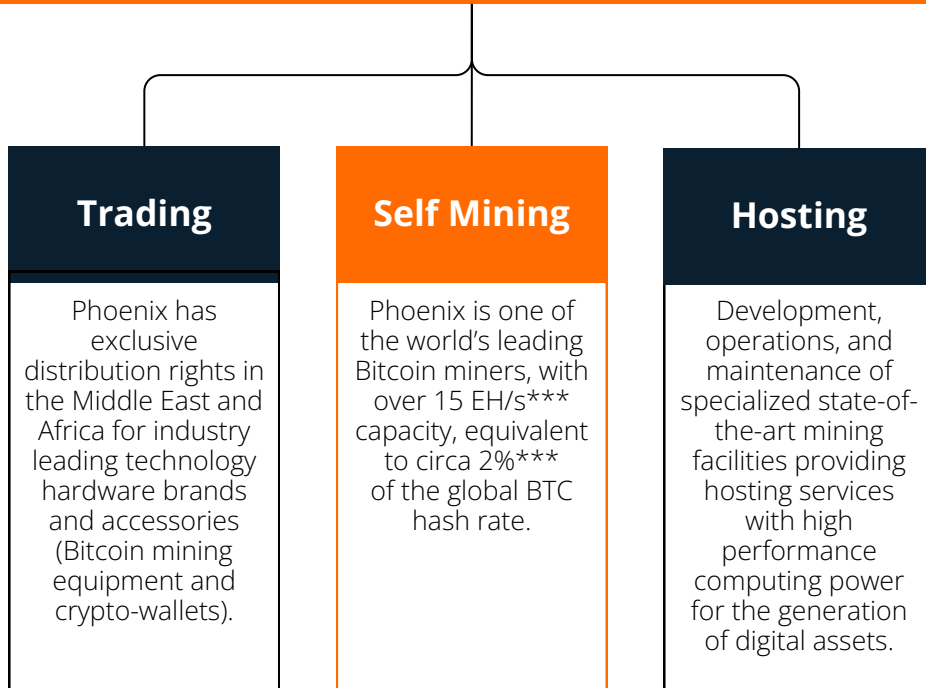 Trading
Phoenix has
exclusive
distribution rights in
the Middle East and
Africa for industry
leading technology
hardware brands
and accessories
(Bitcoin mining
equipment and
crypto-wallets).
Self Mining
Phoenix is one of
the world’s leading
Bitcoin miners, with
over 15 EH/s***
capacity, equivalent
to circa 2%***
of the global BTC
hash rate.
Hosting
Development,
operations, and
maintenance of
specialized state-of-
the-art mining
facilities providing
hosting services
with high
performance
computing power
for the generation
of digital assets.